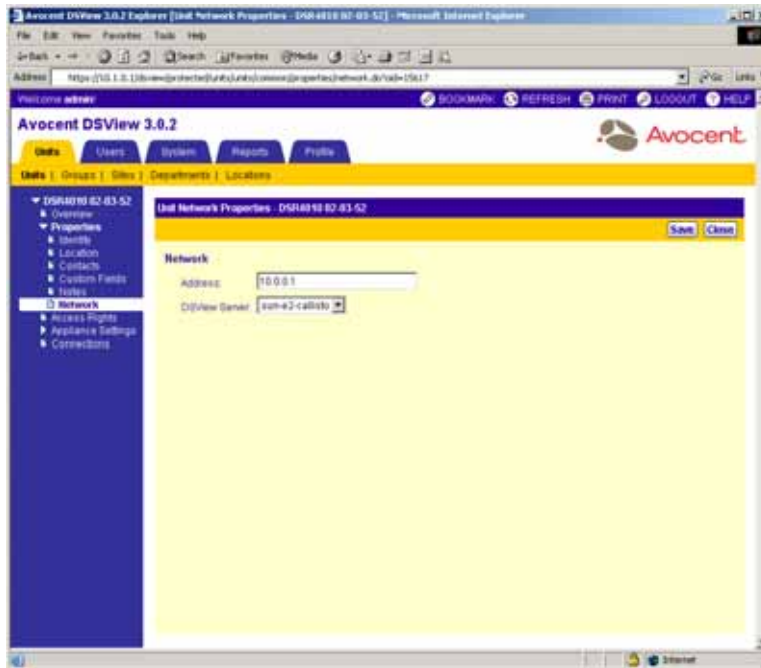 Avocent DSView 3.0.2 Explorer [Unit Network Properties - DSR4010 02-83-52] - Microsoft Internet Explorer
File Edit View Favorites Tools Help
Back Search Favorites Media
Address Go Links
Welcome admin BOOKMARK REFRESH PRINT LOGOUT HELP
Avocent DSView 3.0.2
Avocent
Units Users System Reports Profile
Units | Groups | Sites | Departments | Locations
DSR4010 02-83-52
Overview
Properties
Identity
Location
Contacts
Custom Fields
Notes
Network
Access Rights
Appliance Settings
Connections
Unit Network Properties - DSR4010 02-83-52
Save Close
Network
Address: 10.0.0.1
DSView Server: sun-e2-callisto
Internet